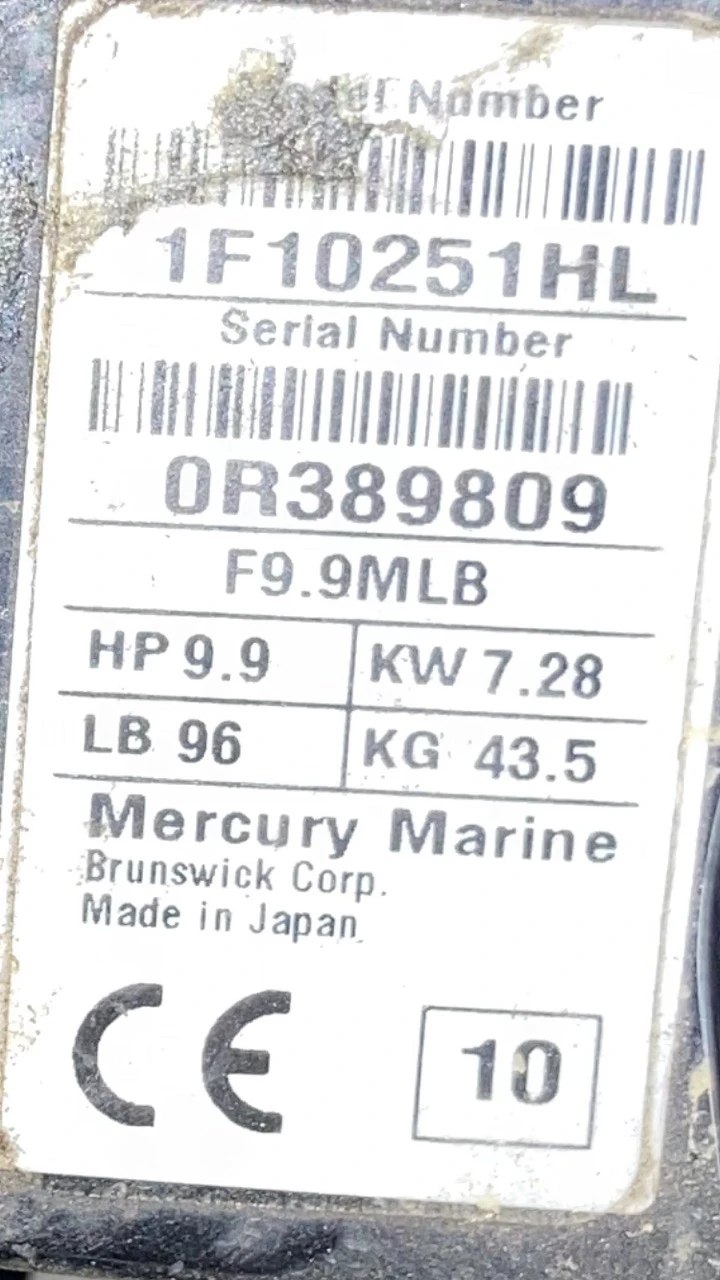 Model Number
1F10251HL
Serial Number
0R389809
F9.9MLB
HP 9.9 KW 7.28
LB 96 KG 43.5
Mercury Marine
Brunswick Corp.
Made in Japan
CE 10